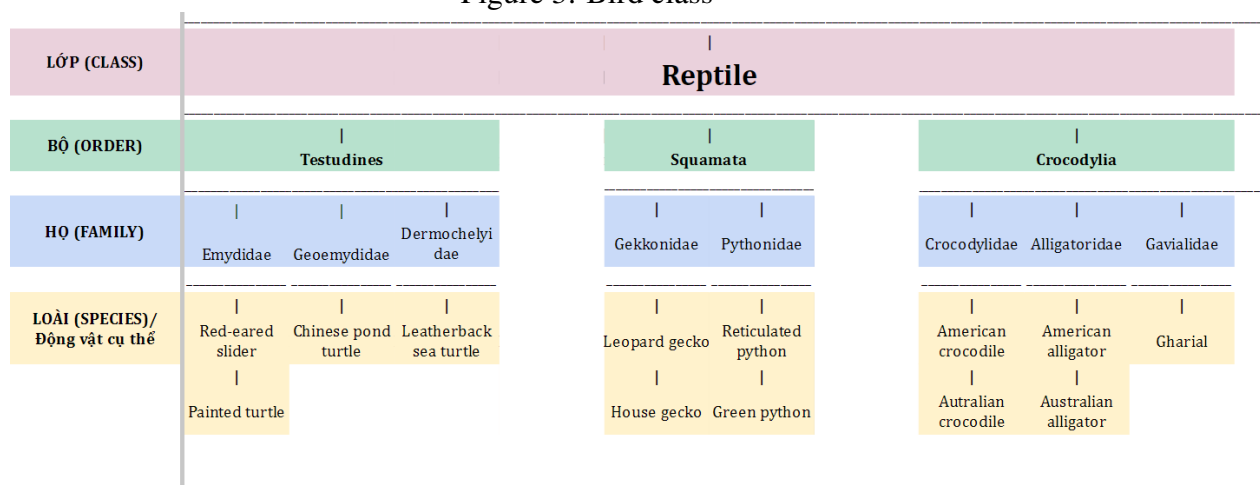 Figure 3: Bird class
LỚP (CLASS)
Reptile
BỘ (ORDER)
Testudines
Squamata
Crocodylia
HỌ (FAMILY)
Emydidae
Geoemydidae
Dermochelyi
dae
Gekkonidae
Pythonidae
Crocodylidae
Alligatoridae
Gavialidae
LOÀI (SPECIES)/
Động vật cụ thể
Red-eared
slider
Chinese pond
turtle
Leatherback
sea turtle
Leopard gecko
Reticulated
python
American
crocodile
American
alligator
Gharial
Painted turtle
House gecko
Green python
Autralian
crocodile
Australian
alligator